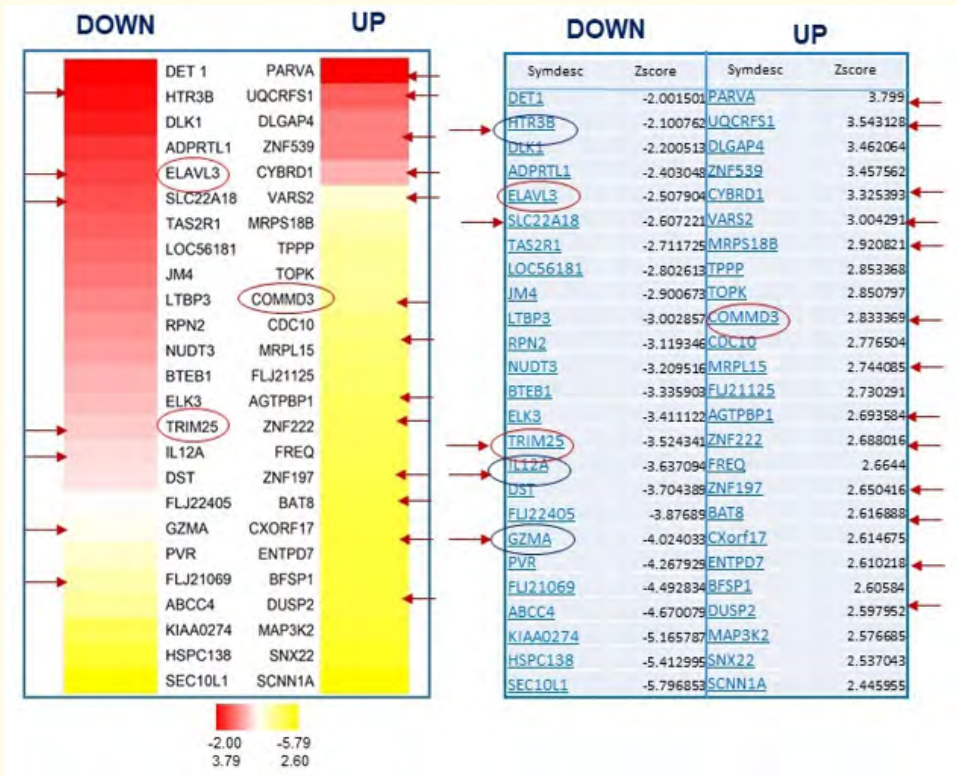 DOWN UP
DET 1 PARVA
HTR3B UQCRFS1
DLK1 DLGAP4
ADPRTL1 ZNF539
ELAVL3 CYBRD1
SLC22A18 VARS2
TAS2R1 MRPS18B
LOC56181 TPPP
JM4 TOPK
LTBP3 COMMD3
RPN2 CDC10
NUDT3 MRPL15
BTEB1 FLJ21125
ELK3 AGTPBP1
TRIM25 ZNF222
IL12A FREQ
DST ZNF197
FLJ22405 BAT8
GZMA CXORF17
PVR ENTPD7
FLJ21069 BFSP1
ABCC4 DUSP2
KIAA0274 MAP3K2
HSPC138 SNX22
SEC10L1 SCNN1A
-2.00 -5.79
3.79 2.60
DOWN UP
Symdesc Zscore Symdesc Zscore
DET1 -2.001501 PARVA 3.799
HTR3B -2.100762 UQCRFS1 3.543128
DLK1 -2.200513 DLGAP4 3.462064
ADPRTL1 -2.403048 ZNF539 3.457562
ELAVL3 -2.507904 CYBRD1 3.325393
SLC22A18 -2.607221 VARS2 3.004291
TAS2R1 -2.711725 MRPS18B 2.920821
LOC56181 -2.802613 TPPP 2.853368
JM4 -2.900673 TOPK 2.850797
LTBP3 -3.002857 COMMD3 2.833369
RPN2 -3.119346 CDC10 2.776504
NUDT3 -3.209516 MRPL15 2.744085
BTEB1 -3.335903 FLJ21125 2.730291
ELK3 -3.411122 AGTPBP1 2.693584
TRIM25 -3.524341 ZNF222 2.688016
IL12A -3.637094 FREQ 2.6644
DST -3.704389 ZNF197 2.650416
FLJ22405 -3.87689 BAT8 2.616888
GZMA -4.024033 CXorf17 2.614675
PVR -4.267929 ENTPD7 2.610218
FLJ21069 -4.492834 BFSP1 2.60584
ABCC4 -4.670079 DUSP2 2.597952
KIAA0274 -5.165787 MAP3K2 2.576685
HSPC138 -5.412995 SNX22 2.537043
SEC10L1 -5.796853 SCNN1A 2.445955